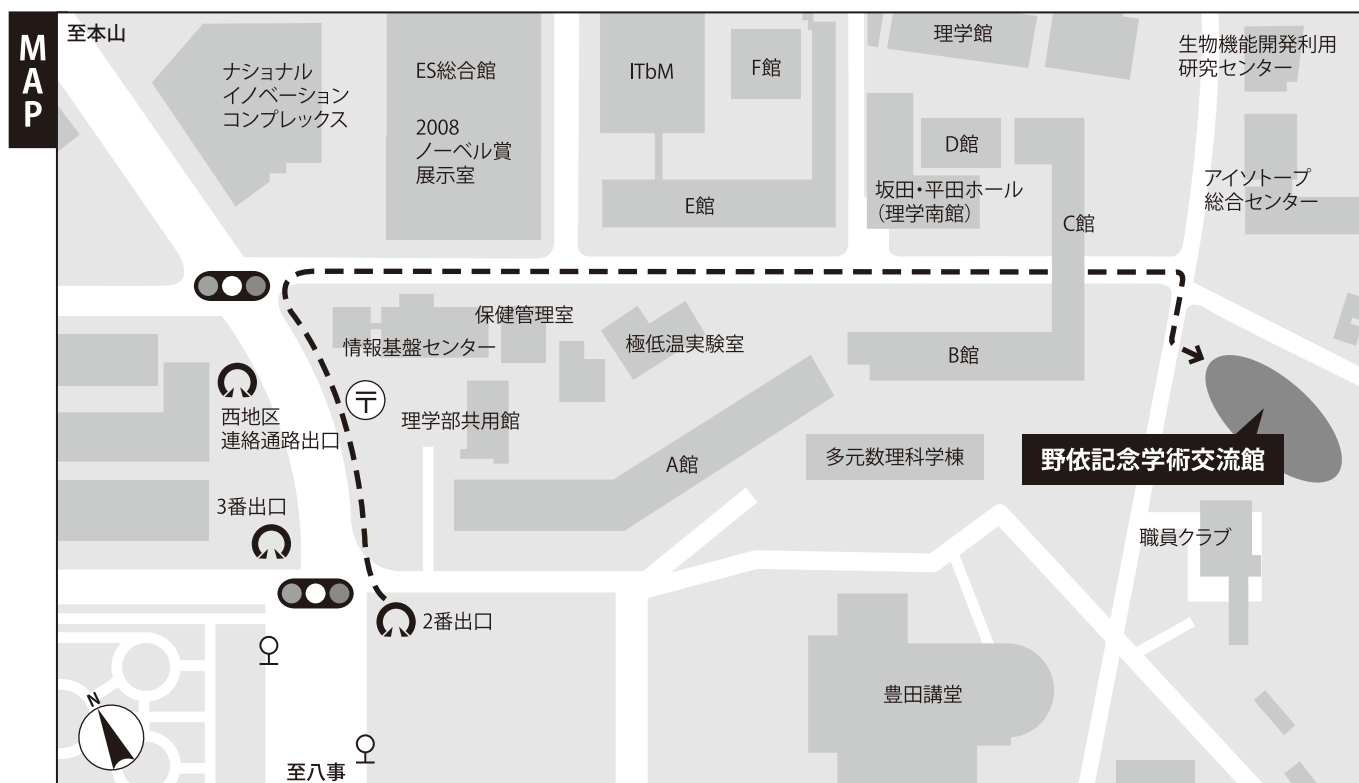 MAP
至本山
ナショナル
イノベーション
コンプレックス
ES総合館
2008
ノーベル賞
展示室
ITbM
F館
理学館
生物機能開発利用
研究センター
D館
E館
坂田・平田ホール
（理学南館）
C館
アイソトープ
総合センター
保健管理室
情報基盤センター
極低温実験室
B館
〒
西地区
連絡通路出口
理学部共用館
A館
多元数理科学棟
野依記念学術交流館
3番出口
職員クラブ
2番出口
豊田講堂
N
至八事